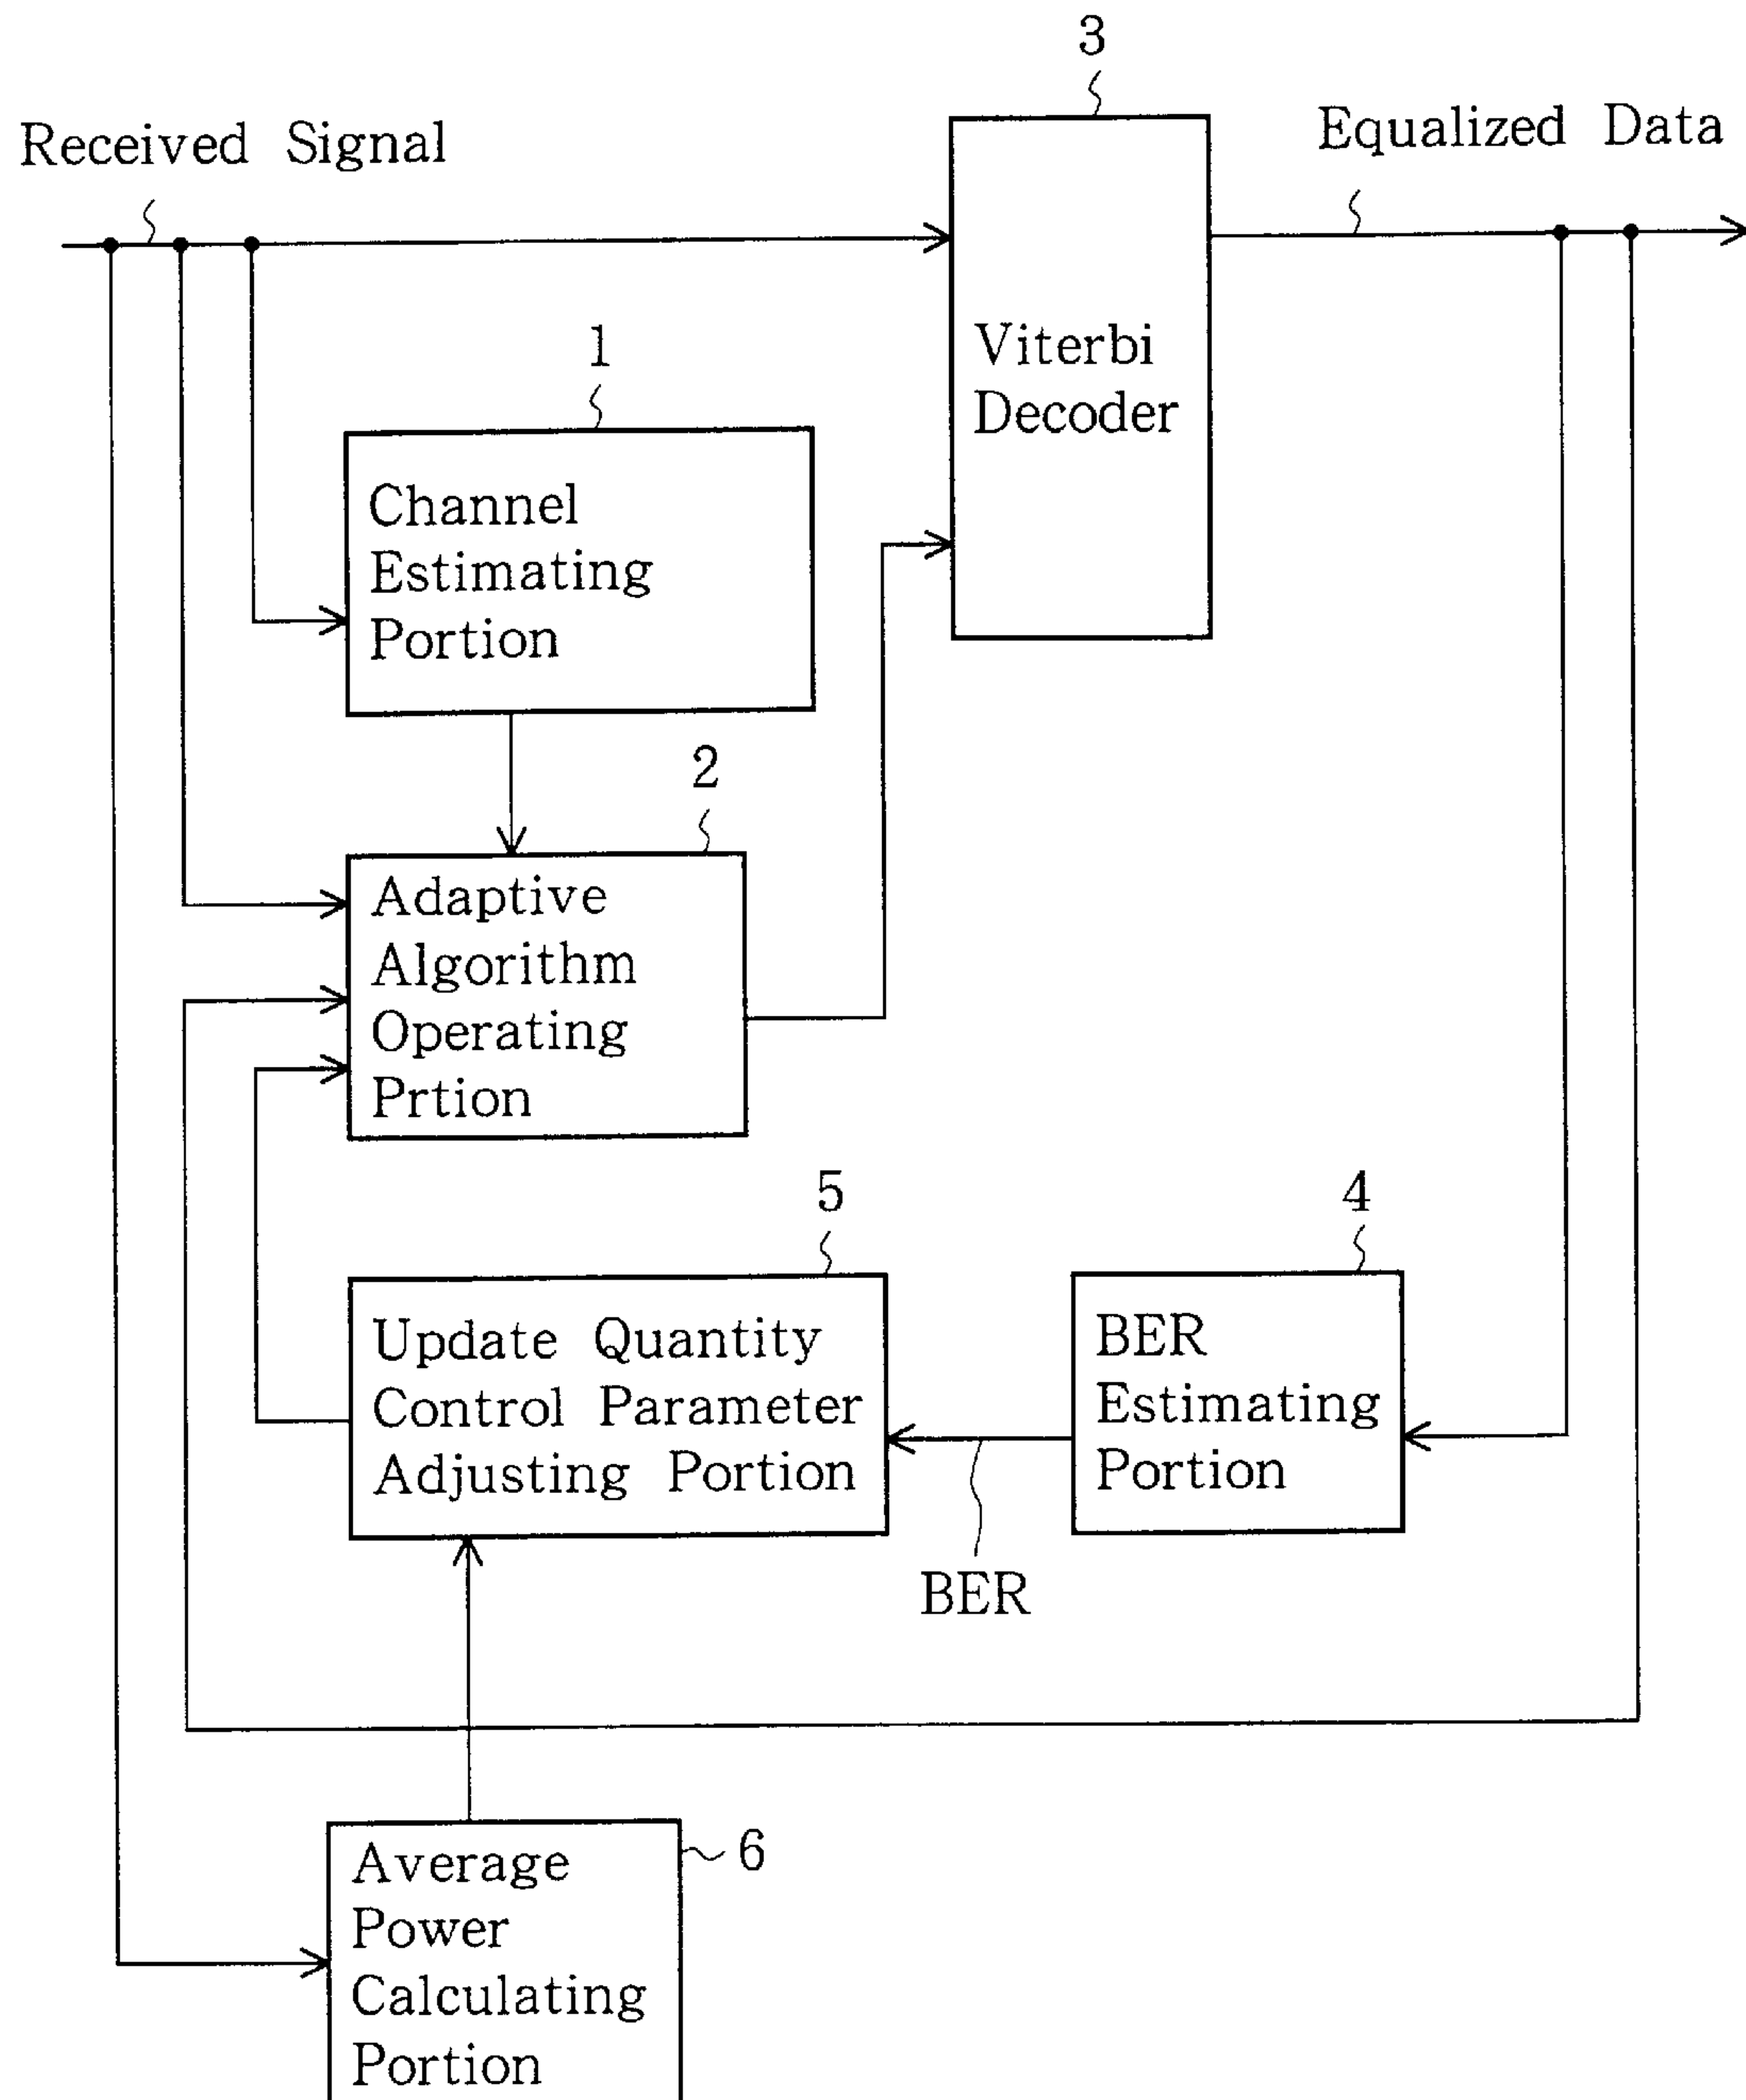 3
Received Signal
Equalized Data
1
Viterbi
Decoder
Channel
Estimating
Portion
2
Adaptive
Algorithm
Operating
Prtion
5
4
Update Quantity
Control Parameter
Adjusting Portion
BER
Estimating
Portion
BER
6
Average
Power
Calculating
Portion